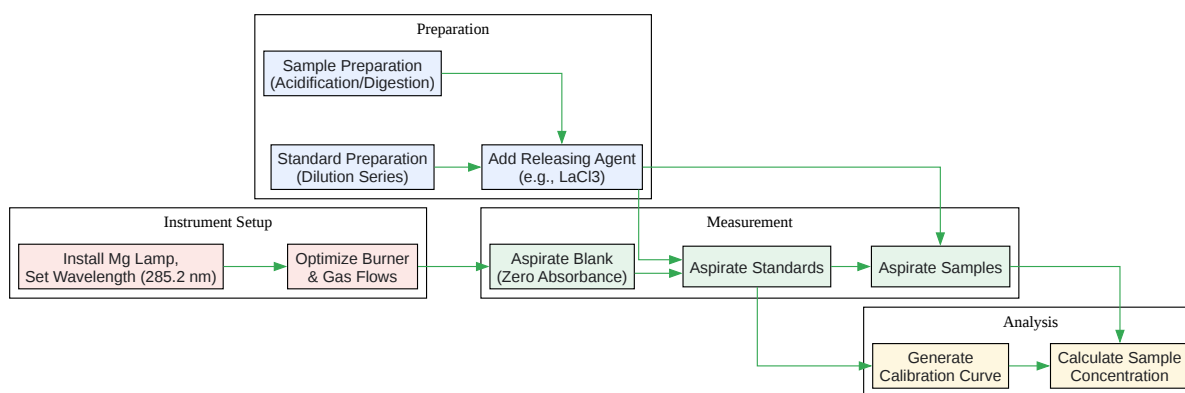 Preparation
Sample Preparation
(Acidification/Digestion)
Standard Preparation
(Dilution Series)
Add Releasing Agent
(e.g., LaCl3)
Instrument Setup
Install Mg Lamp,
Set Wavelength (285.2 nm)
Optimize Burner
& Gas Flows
Measurement
Aspirate Blank
(Zero Absorbance)
Aspirate Standards
Aspirate Samples
Analysis
Generate
Calibration Curve
Calculate Sample
Concentration